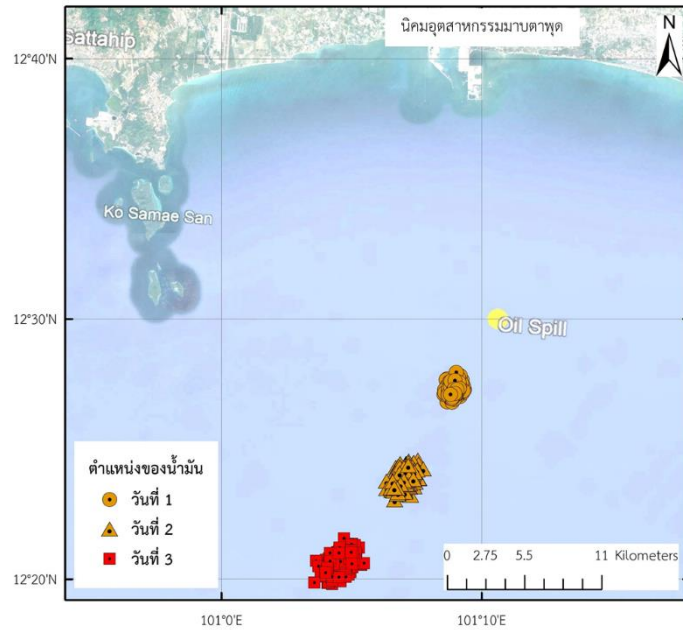 Sattahip
นิคมอุตสาหกรรมมาบตาพุด
N
12°40'N
Ko Samae San
12°30'N
Oil Spill
ตำแหน่งของน้ำมัน
วันที่ 1
วันที่ 2
วันที่ 3
0 2.75 5.5 11 Kilometers
12°20'N
101°0'E 101°10'E